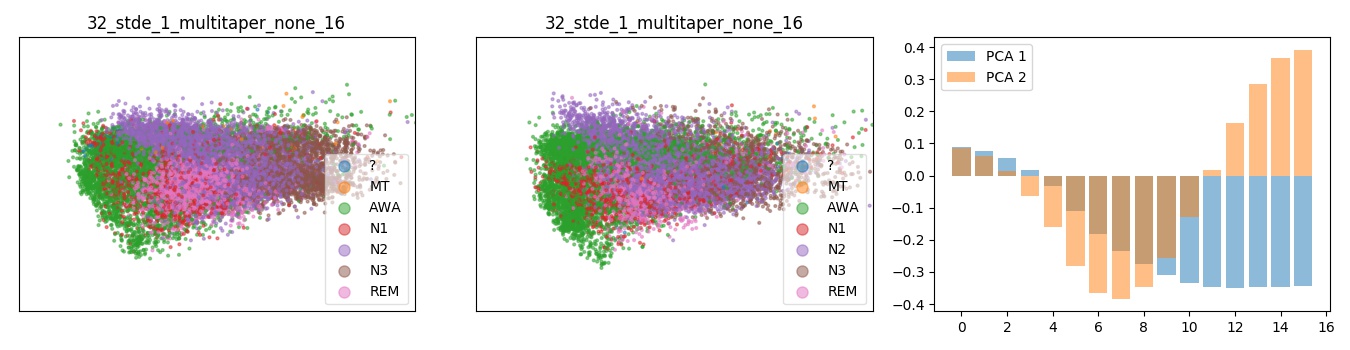 32_stde_1_multitaper_none_16
?
MT
AWA
N1
N2
N3
REM
32_stde_1_multitaper_none_16
?
MT
AWA
N1
N2
N3
REM
PCA 1
PCA 2
0.4
0.3
0.2
0.1
0.0
−0.1
−0.2
−0.3
−0.4
0 2 4 6 8 10 12 14 16